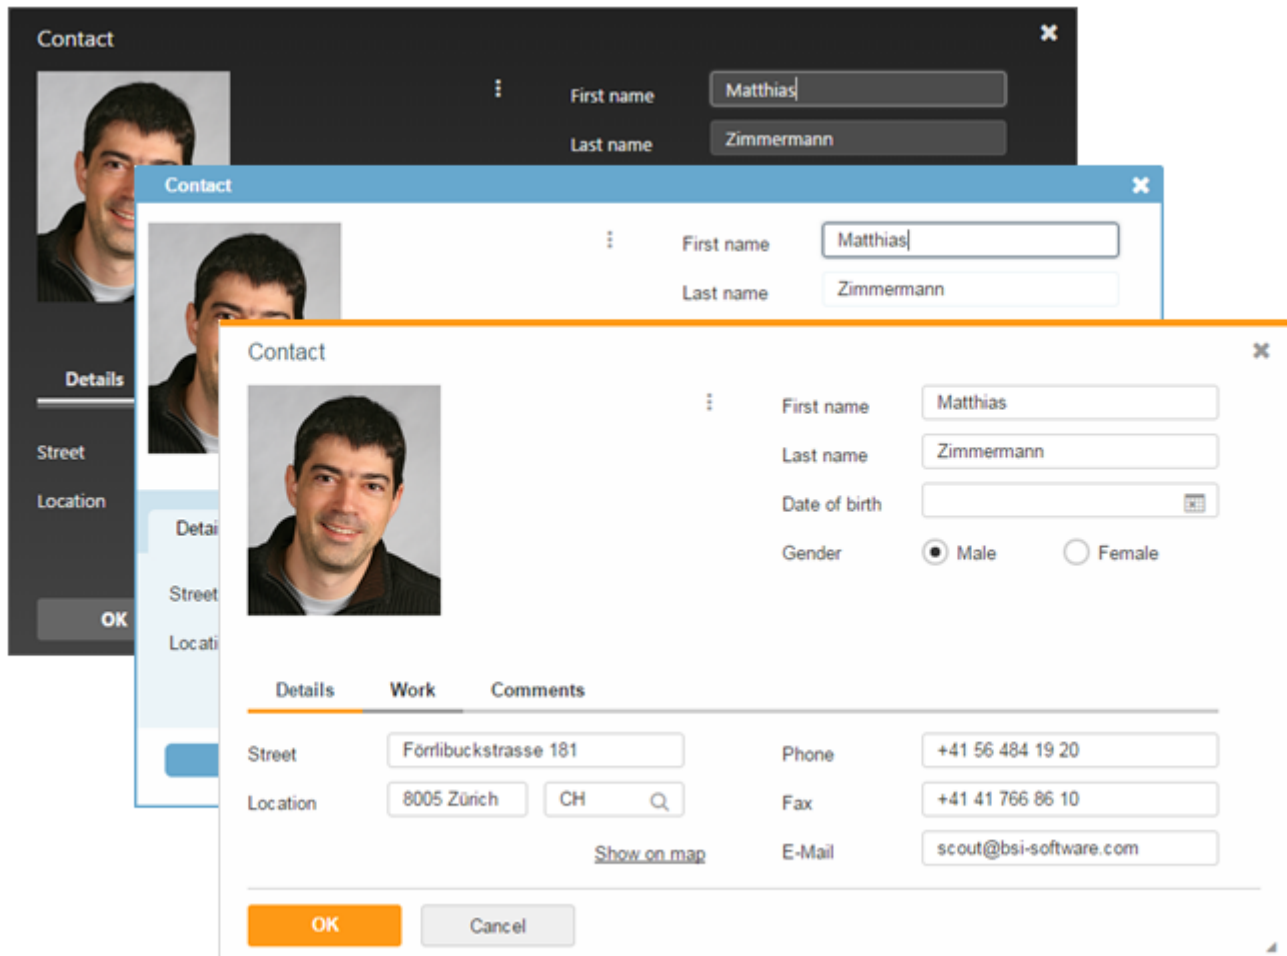 Contact
First name Matthias
Last name Zimmermann
Details
Street
Location
OK
Contact
First name Matthias
Last name Zimmermann
Detai
Street
Locati
Contact
First name Matthias
Last name Zimmermann
Date of birth
Gender Male Female
Details Work Comments
Street Förrlibuckstrasse 181 Phone +41 56 484 19 20
Location 8005 Zürich CH Fax +41 41 766 86 10
Show on map E-Mail scout@bsi-software.com
OK Cancel